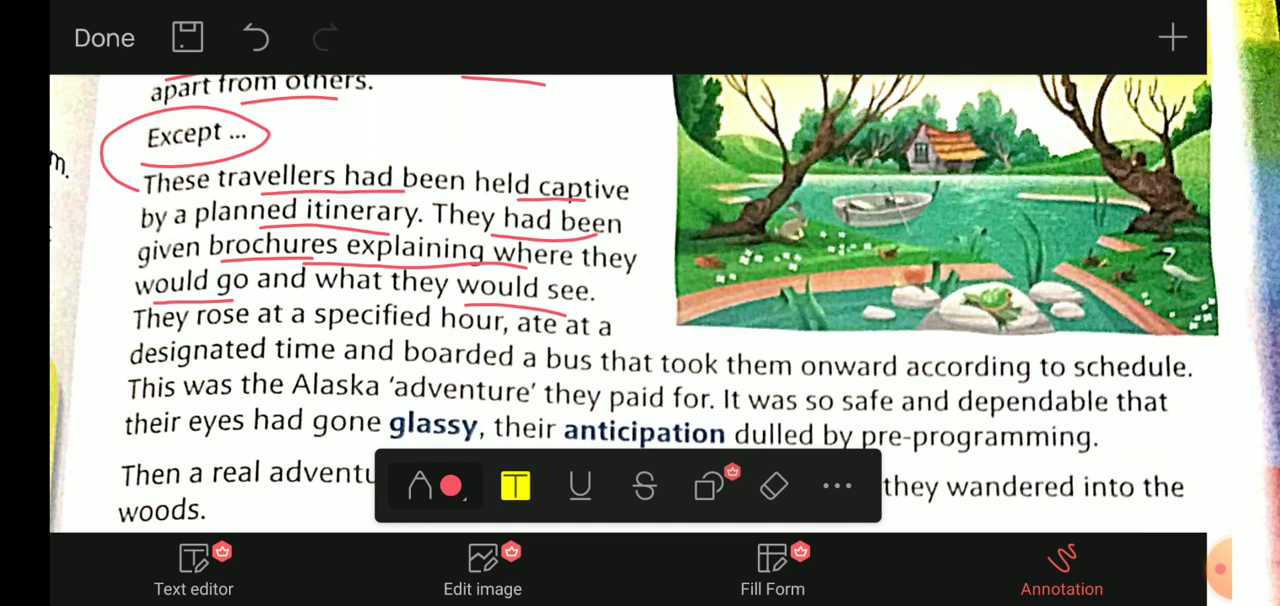 Done
apart from others.
Except ...
m.
These travellers had been held captive
by a planned itinerary. They had been
given brochures explaining where they
would go and what they would see.
They rose at a specified hour, ate at a
designated time and boarded a bus that took them onward according to schedule.
This was the Alaska 'adventure' they paid for. It was so safe and dependable that
their eyes had gone glassy, their anticipation dulled by pre-programming.
Then a real adventu
they wandered into the
woods.
Text editor
Edit image
Fill Form
Annotation